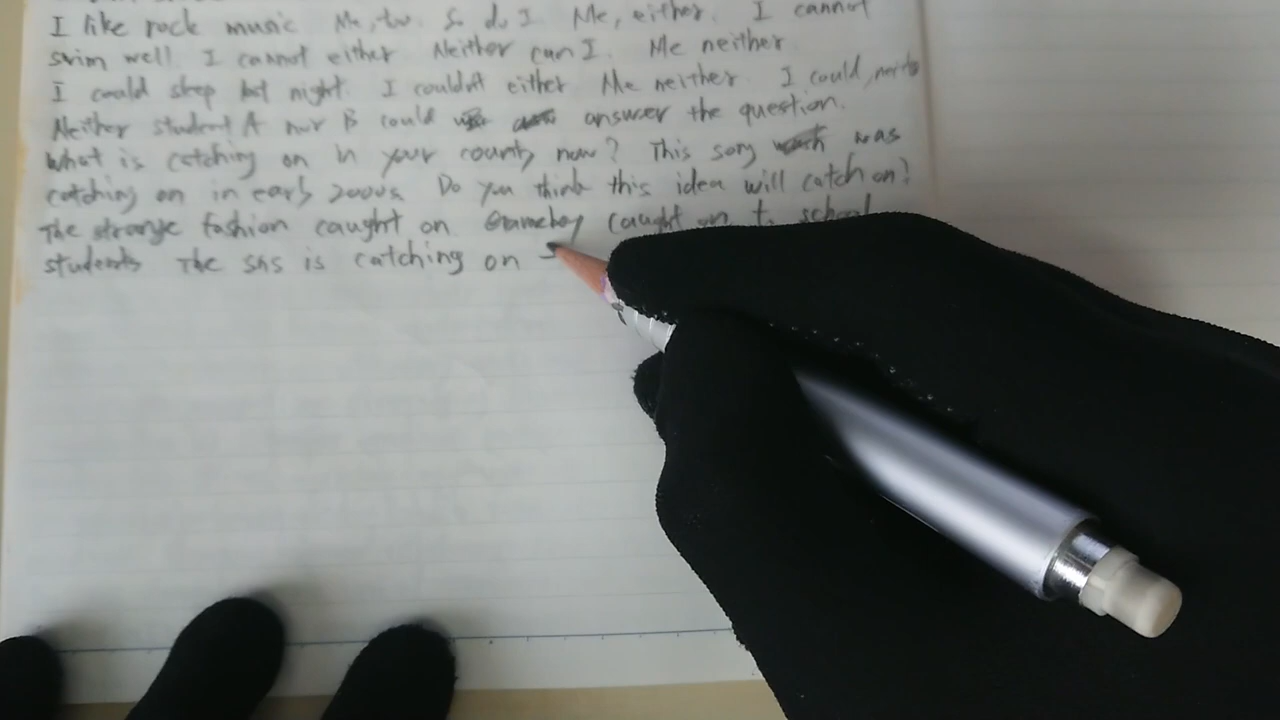 I like rock music Me, too. So do I Me, either. I cannot
swim well I cannot either Neither can I. Me neither
I could sleep last night. I couldn't either Me neither. I could
Neither student A nor B could answer the question.
What is catching on in your country now? This song was
catching on in early 2000s. Do you think this idea will catch on?
The strange fashion caught on Gameboy caught on to school
students The SNS is catching on